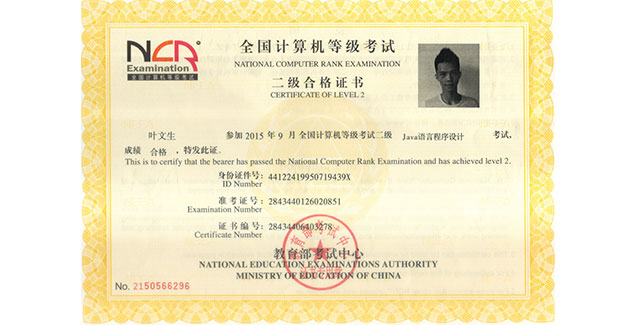 NCR®
Examination
全国计算机等级考试
全国计算机等级考试
NATIONAL COMPUTER RANK EXAMINATION
二级合格证书
CERTIFICATE OF LEVEL 2
叶文生 参加 2015 年 9 月 全国计算机等级考试二级 Java语言程序设计 考试,
成绩 合格 , 特发此证。
This is to certify that the bearer has passed the National Computer Rank Examination and has achieved level 2.
身份证件号: 44122419950719439X
ID Number
准考证号: 2843440126020851
Examination Number
证书编号: 28434406403278
Certificate Number
教育部考试中心
NATIONAL EDUCATION EXAMINATIONS AUTHORITY
MINISTRY OF EDUCATION OF CHINA
No. 2150566296